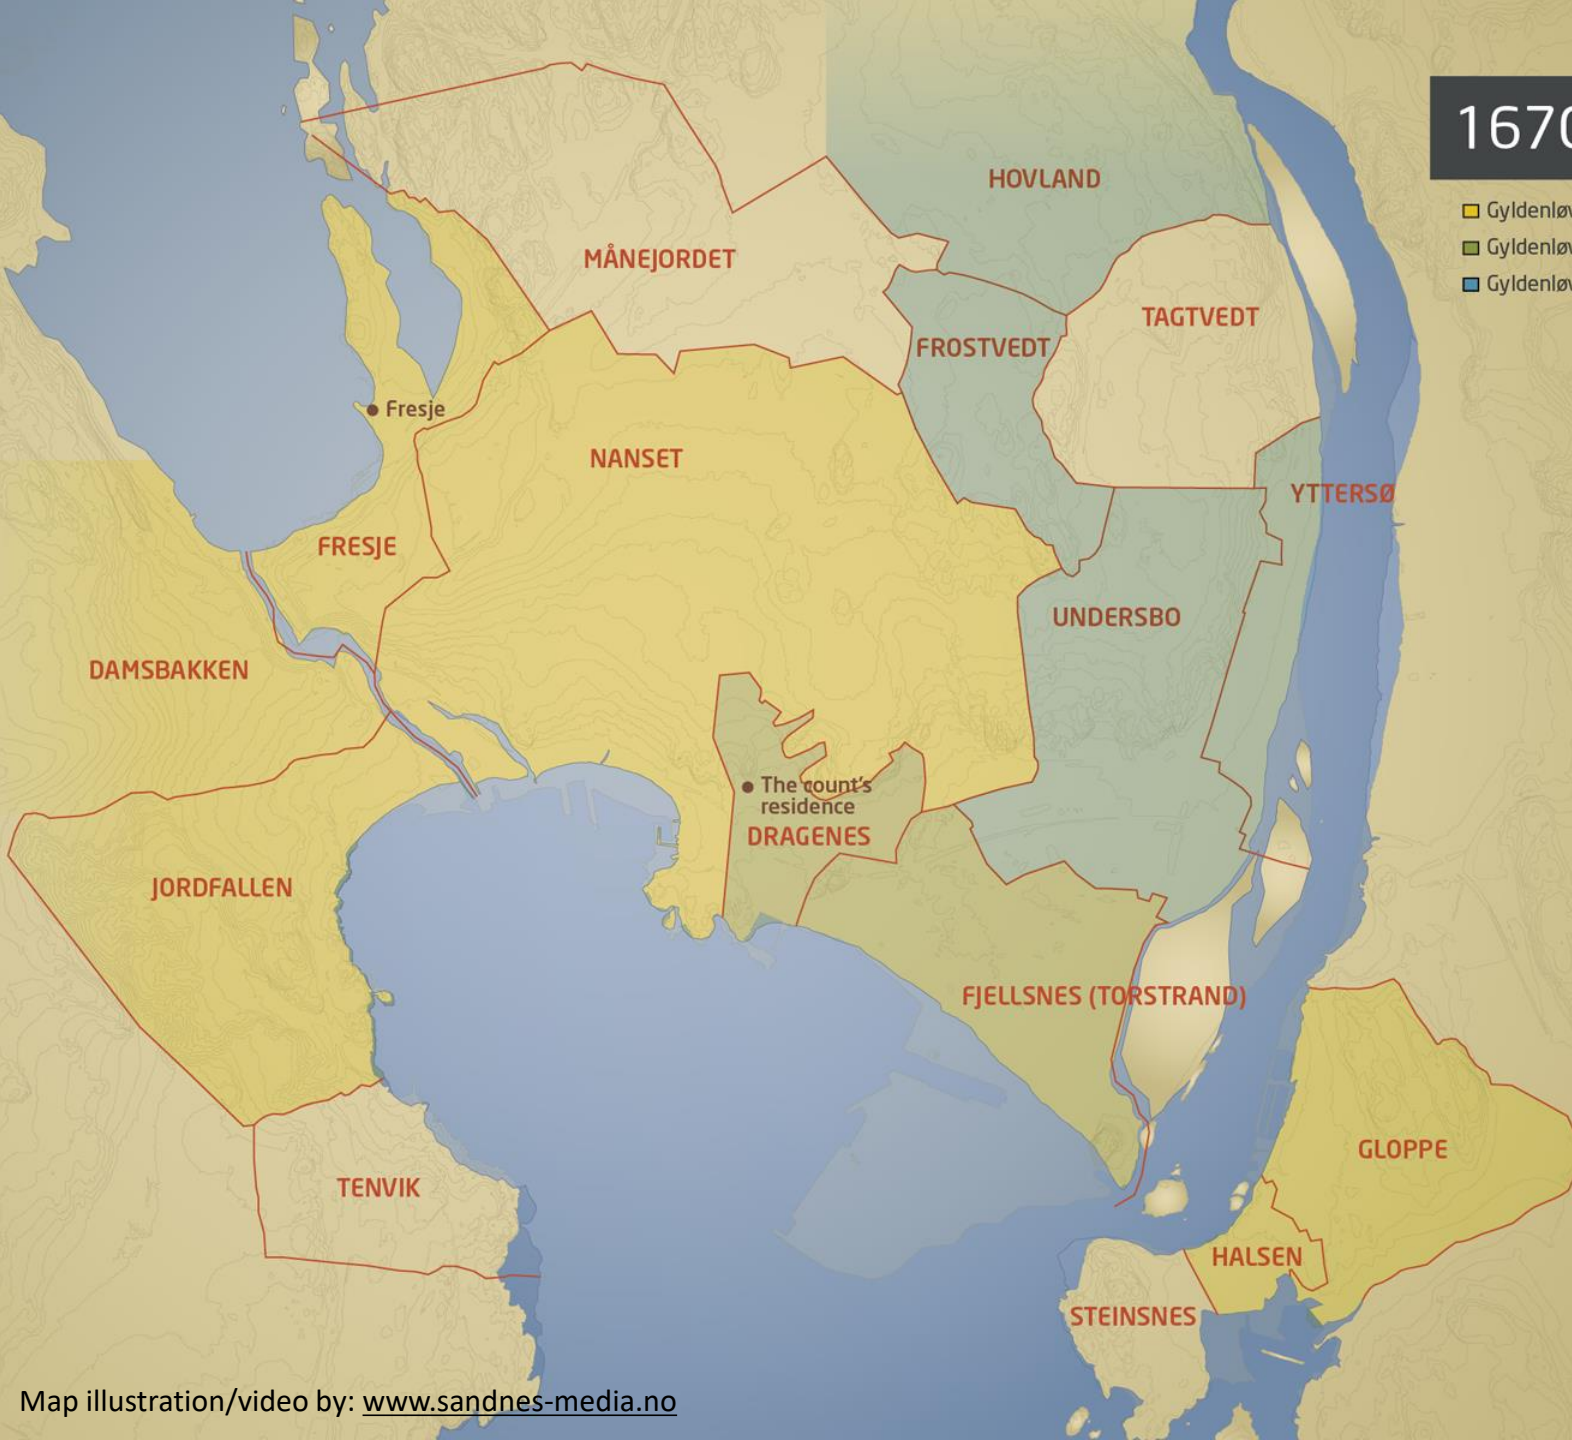 1670
HOVLAND
Gyldenløv
Gyldenløv
Gyldenløv
MÅNEJORDET
TAGTVEDT
FROSTVEDT
Fresje
NANSET
YTTERSØ
FRESJE
UNDERSBO
DAMSBAKKEN
The count's
residence
DRAGENES
JORDFALLEN
FJELLSNES (TORSTRAND)
GLOPPE
TENVIK
HALSEN
STEINSNES
Map illustration/video by: www.sandnes-media.no